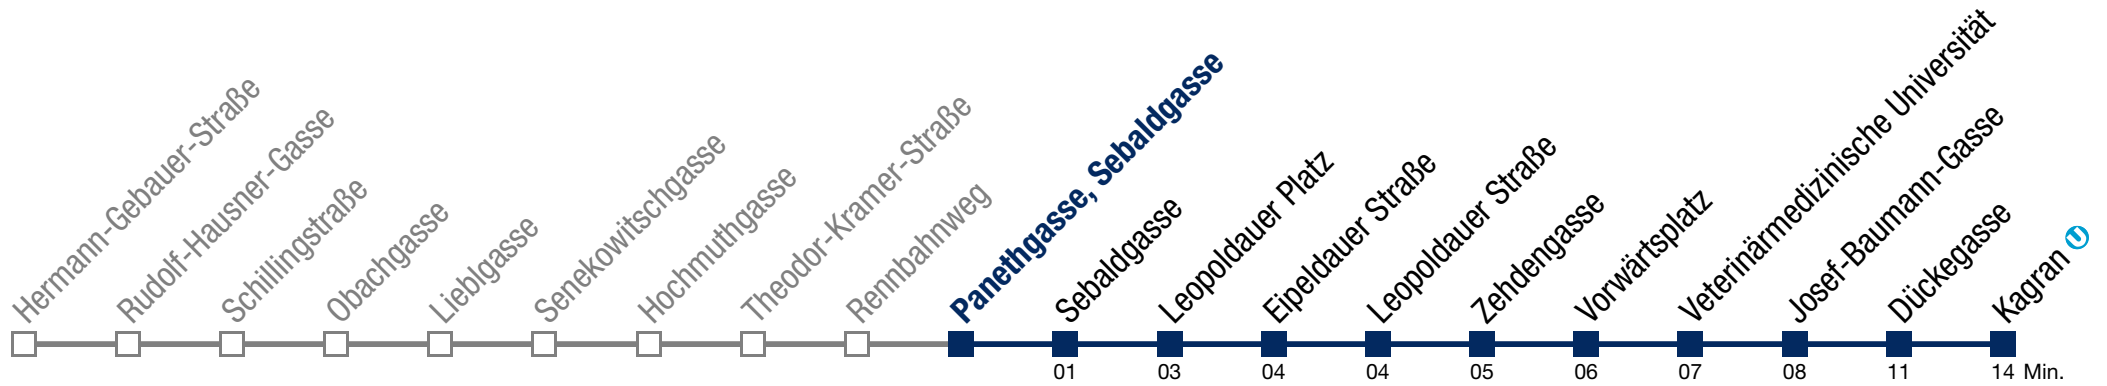 Hermann-Gebauer-Straße
Rudolf-Hausner-Gasse
Schillingstraße
Obachgasse
Lieblgasse
Senekowitschgasse
Hochmuthgasse
Theodor-Kramer-Straße
Rennbahnweg
Panethgasse, Sebaldgasse
Sebaldgasse
Leopoldauer Platz
Eipeldauer Straße
Leopoldauer Straße
Zehdengasse
Vorwärtsplatz
Veterinärmedizinische Universität
Josef-Baumann-Gasse
Dückegasse
Kagran U
01 03 04 04 05 06 07 08 11 14 Min.